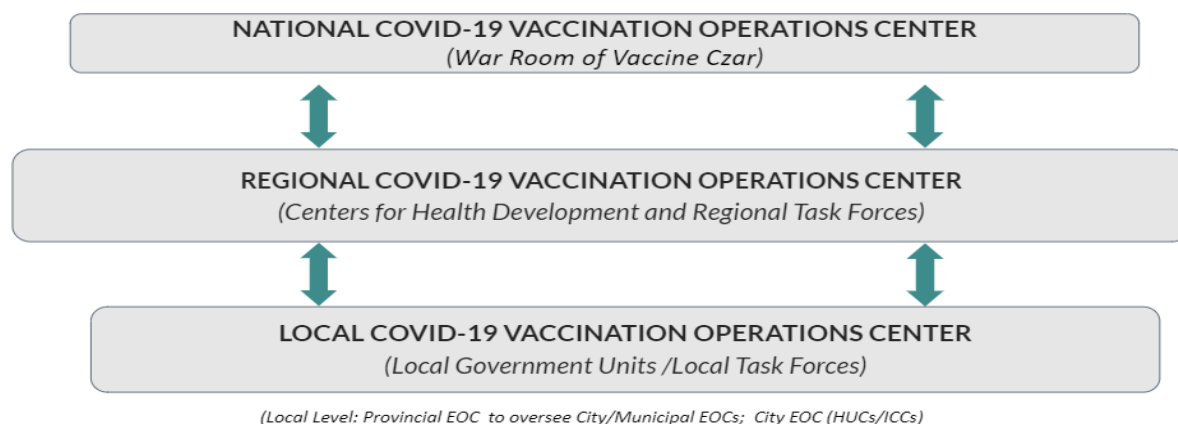 NATIONAL COVID-19 VACCINATION OPERATIONS CENTER
(War Room of Vaccine Czar)
REGIONAL COVID-19 VACCINATION OPERATIONS CENTER
(Centers for Health Development and Regional Task Forces)
LOCAL COVID-19 VACCINATION OPERATIONS CENTER
(Local Government Units /Local Task Forces)
(Local Level: Provincial EOC to oversee City/Municipal EOCs; City EOC (HUCs/ICCs)